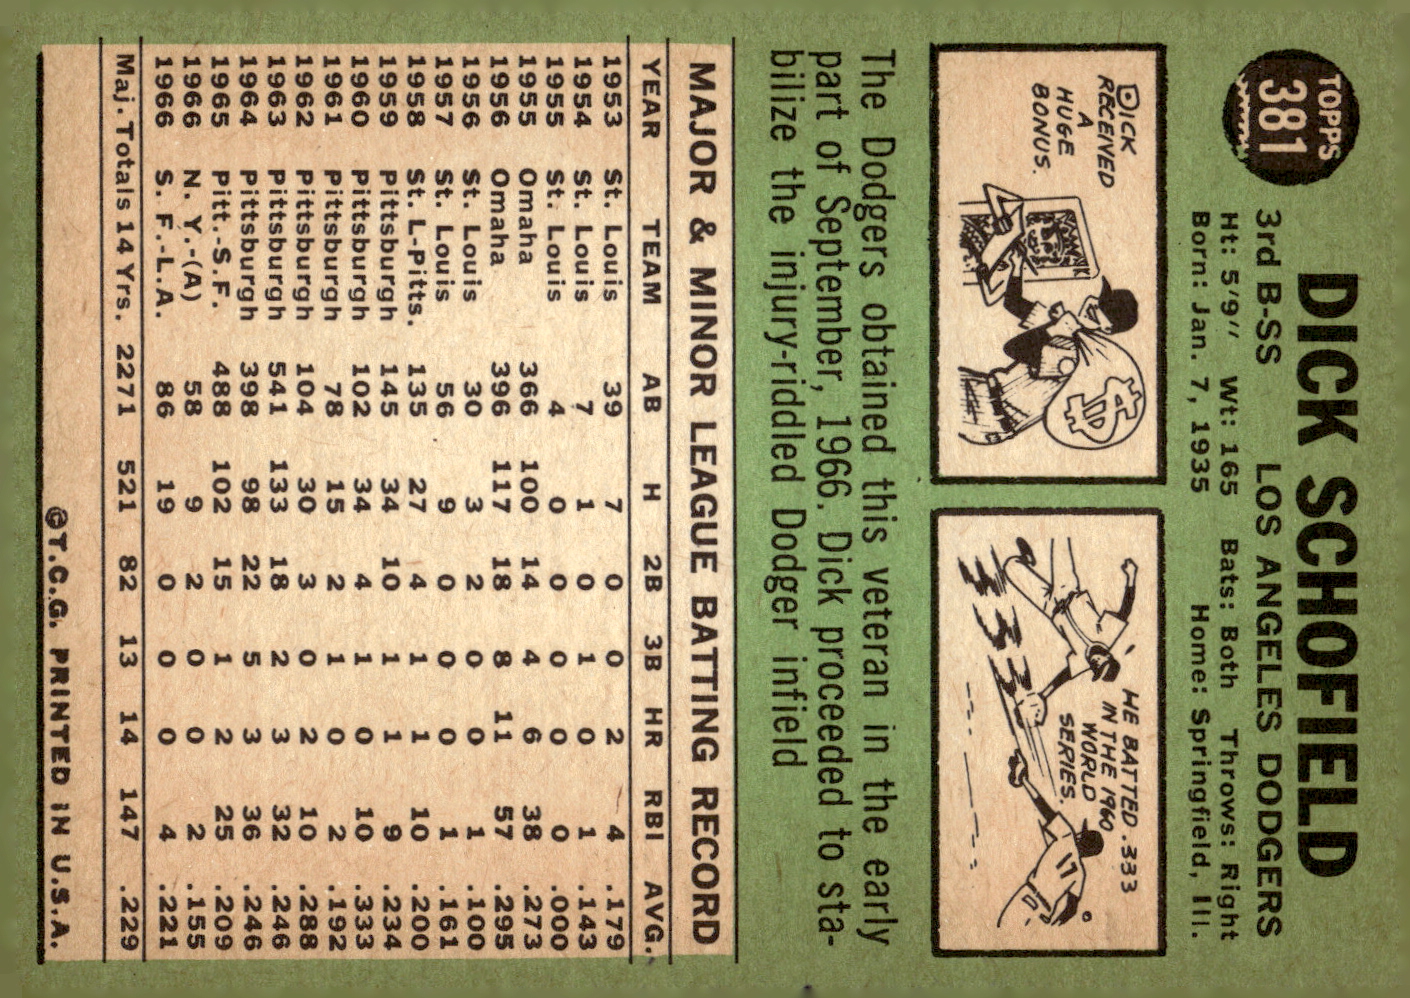 TOPPS
381
DICK SCHOFIELD
3rd B-SS LOS ANGELES DODGERS
Ht: 5'9" Wt: 165 Bats: Both Throws: Right
Born: Jan. 7, 1935 Home: Springfield, Ill.
DICK
RECEIVED
A
HUGE
BONUS.
$
HE BATTED .333
IN THE 1960
WORLD
SERIES.
333
17
The Dodgers obtained this veteran in the early
part of September, 1966. Dick proceeded to sta-
bilize the injury-riddled Dodger infield
MAJOR & MINOR LEAGUE BATTING RECORD
YEAR TEAM AB H 2B 3B HR RBI AVG.
1953 St. Louis 39 7 0 0 2 4 .179
1954 St. Louis 7 1 0 1 0 1 .143
1955 St. Louis 4 0 0 0 0 0 .000
1955 Omaha 366 100 14 4 6 38 .273
1956 Omaha 396 117 18 8 11 57 .295
1956 St. Louis 30 3 2 0 0 1 .100
1957 St. Louis 56 9 0 0 0 1 .161
1958 St. L-Pitts. 135 27 4 1 1 10 .200
1959 Pittsburgh 145 34 10 1 1 9 .234
1960 Pittsburgh 102 34 4 1 0 10 .333
1961 Pittsburgh 78 15 2 1 0 2 .192
1962 Pittsburgh 104 30 3 0 2 10 .288
1963 Pittsburgh 541 133 18 2 3 32 .246
1964 Pittsburgh 398 98 22 5 3 36 .246
1965 Pitt.-S.F. 488 102 15 1 2 25 .209
1966 N. Y.-(A) 58 9 2 0 0 2 .155
1966 S. F.-L.A. 86 19 0 0 0 4 .221
Maj. Totals 14 Yrs. 2271 521 82 13 14 147 .229
©T.C.G. PRINTED IN U.S.A.